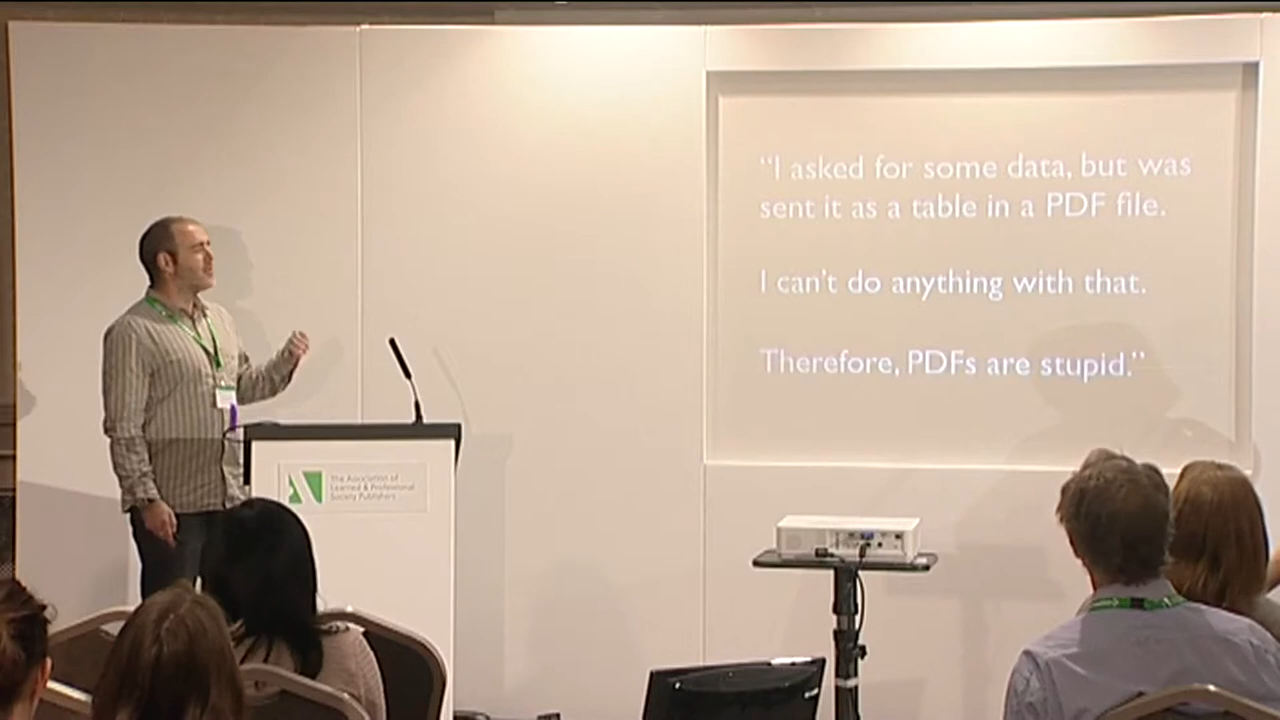 “I asked for some data, but was
sent it as a table in a PDF file.
I can’t do anything with that.
Therefore, PDFs are stupid.”
The Association of
Learned & Professional
Society Publishers